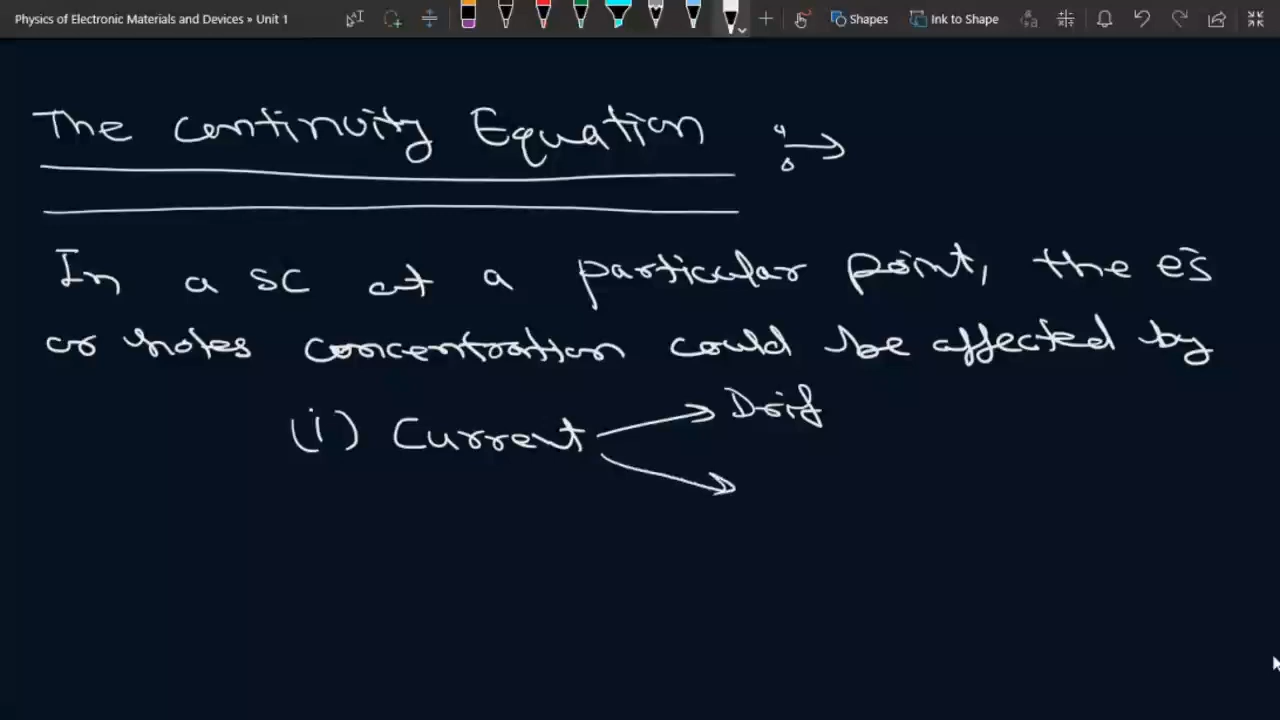 Physics of Electronic Materials and Devices » Unit 1
Shapes
Ink to Shape
The continuity Equation
In a SC at a particular point, the e⁻s
or holes concentration could be affected by
(i) Current → Drif